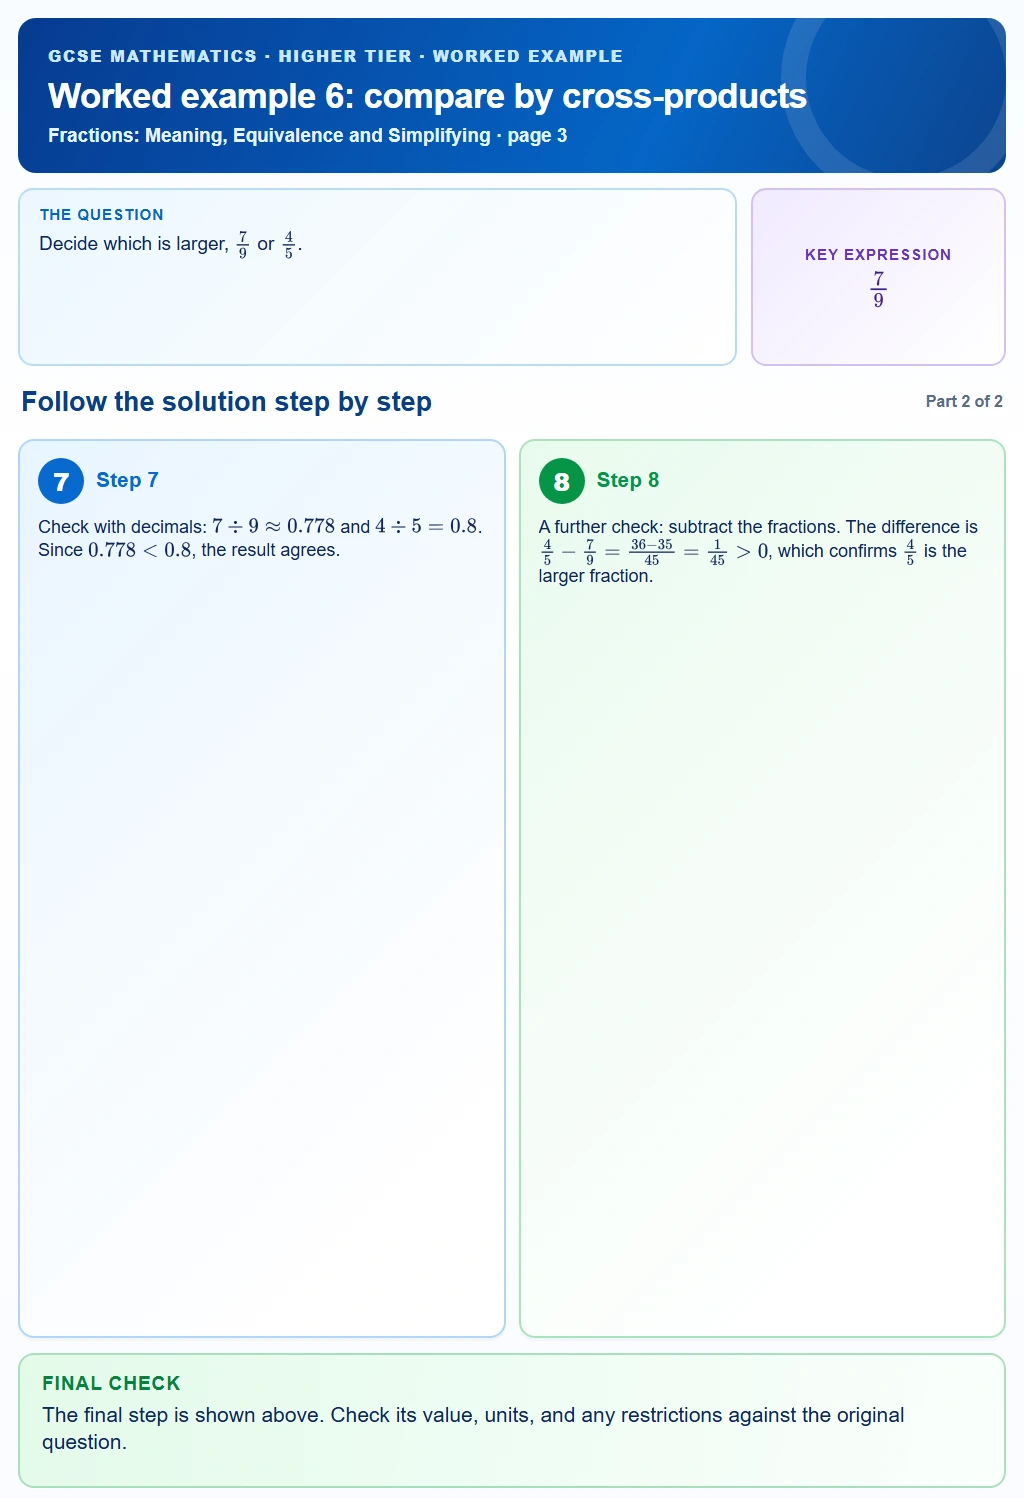 GCSE MATHEMATICS · HIGHER TIER · WORKED EXAMPLE
Worked example 6: compare by cross-products
Fractions: Meaning, Equivalence and Simplifying · page 3
THE QUESTION
Decide which is larger, 7/9 or 4/5.
KEY EXPRESSION
7/9
Follow the solution step by step
Part 2 of 2
7 Step 7
Check with decimals: 7 ÷ 9 ≈ 0.778 and 4 ÷ 5 = 0.8.
Since 0.778 < 0.8, the result agrees.
8 Step 8
A further check: subtract the fractions. The difference is
4/5 − 7/9 = 36−35/45 = 1/45 > 0, which confirms 4/5 is the
larger fraction.
FINAL CHECK
The final step is shown above. Check its value, units, and any restrictions against the original
question.